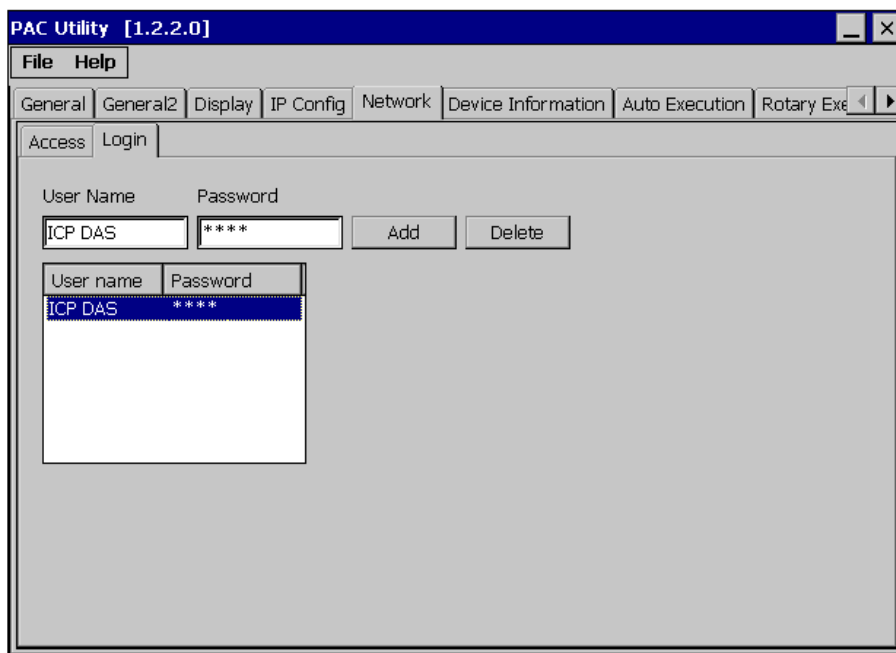 PAC Utility [1.2.2.0]
File Help
General General2 Display IP Config Network Device Information Auto Execution Rotary Exe
Access Login
User Name Password
ICP DAS **** Add Delete
User name Password
ICP DAS ****